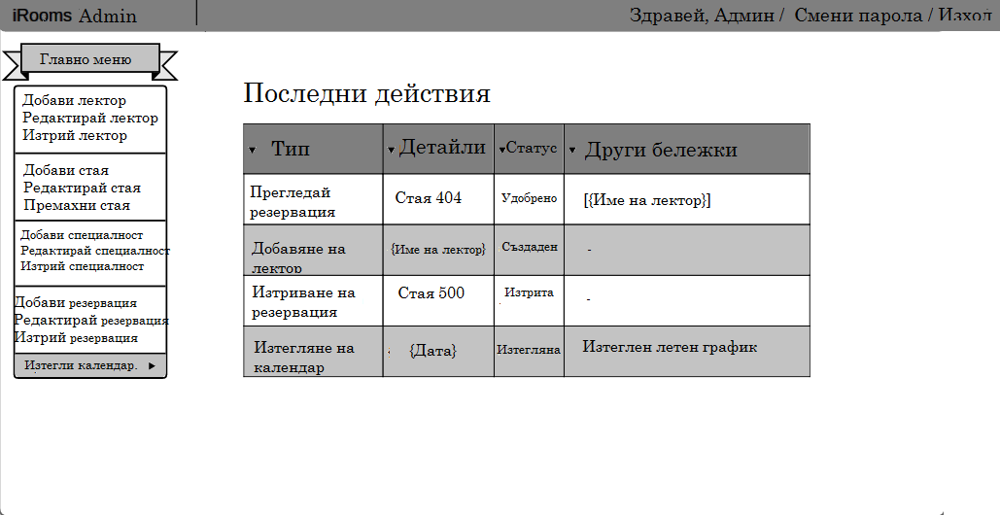 iRooms Admin
Здравей, Админ / Смени парола / Изход
Главно меню
Добави лектор
Редактирай лектор
Изтрий лектор
Добави стая
Редактирай стая
Премахни стая
Добави специалност
Редактирай специалност
Изтрий специалност
Добави резервация
Редактирай резервация
Изтрий резервация
Изтегли календар.
Последни действия
Тип Детайли Статус Други бележки
Прегледай
резервация
Стая 404
Удобрено
[{Име на лектор}]
Добавяне на
лектор
{Име на лектор}
Създаден
-
Изтриване на
резервация
Стая 500
Изтрита
-
Изтегляне на
календар
{Дата}
Изтегляна
Изтеглен летен график